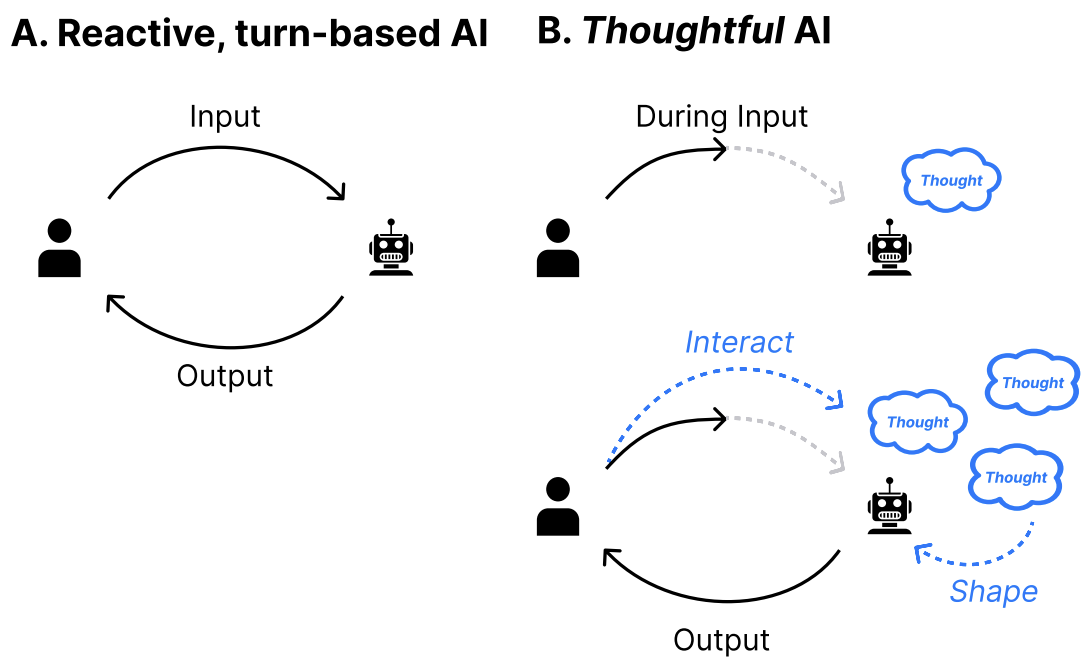 A. Reactive, turn-based AI
Input
Output
B. Thoughtful AI
During Input
Thought
Interact
Thought
Thought
Thought
Shape
Output